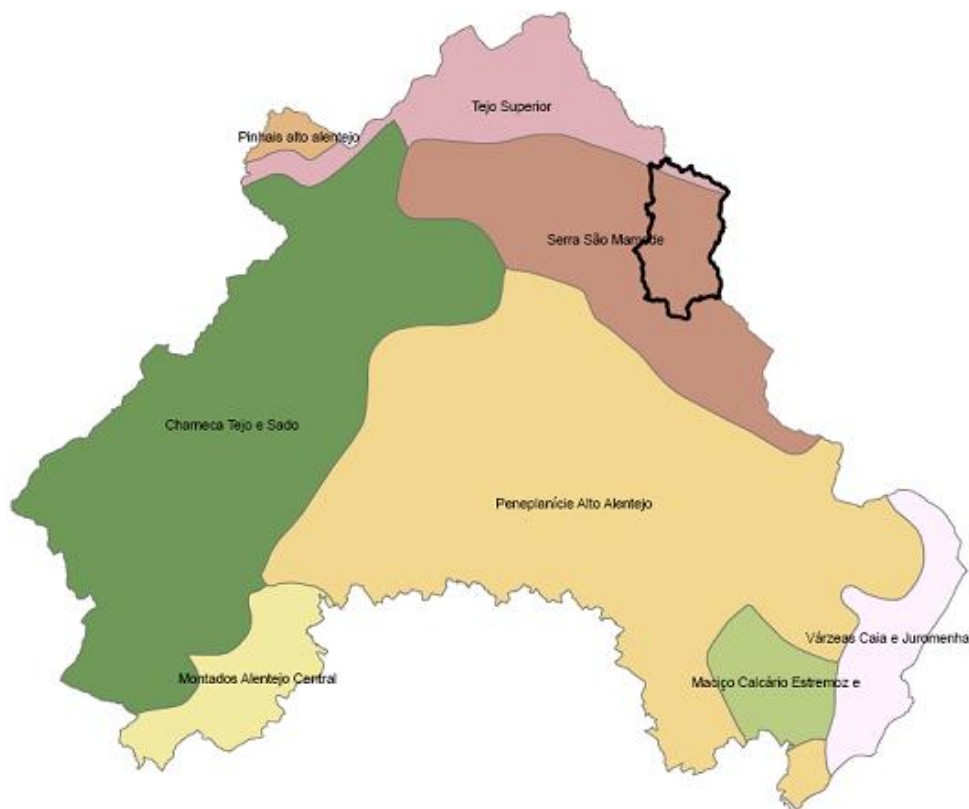 Tejo Superior
Pinhais alto alentejo
Serra São Mamede
Charneca Tejo e Sado
Peneplanície Alto Alentejo
Várzeas Caia e Juromenha
Montados Alentejo Central
Maciço Calcário Estremoz e